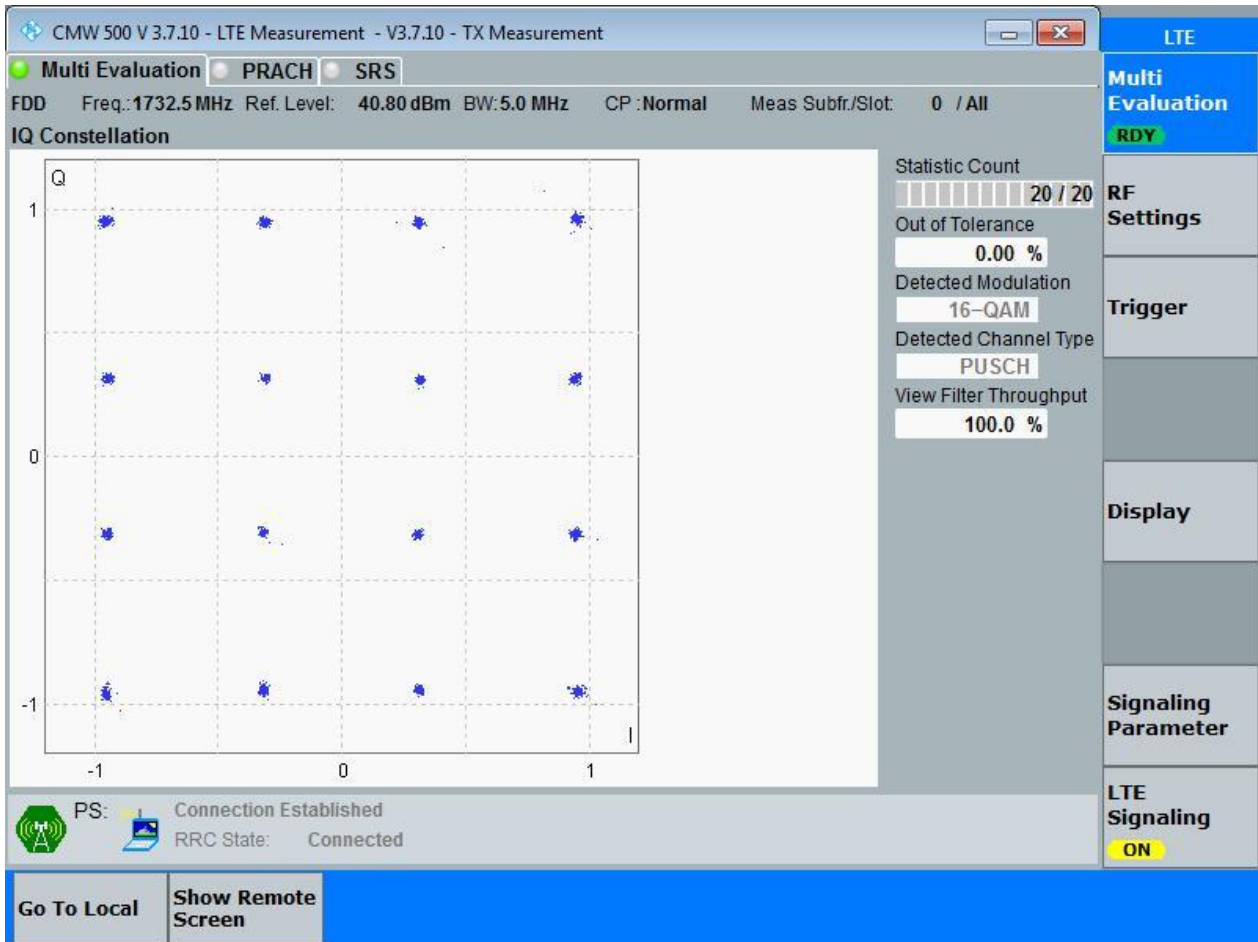 CMW 500 V 3.7.10 - LTE Measurement - V3.7.10 - TX Measurement
LTE
Multi Evaluation PRACH SRS
Multi
Evaluation
RDY
FDD Freq.: 1732.5 MHz Ref. Level: 40.80 dBm BW: 5.0 MHz CP : Normal Meas Subfr./Slot: 0 / All
IQ Constellation
Q
1
0
-1
-1 0 1
I
Statistic Count
20 / 20
Out of Tolerance
0.00 %
Detected Modulation
16-QAM
Detected Channel Type
PUSCH
View Filter Throughput
100.0 %
RF
Settings
Trigger
Display
Signaling
Parameter
LTE
Signaling
ON
PS: Connection Established
RRC State: Connected
Go To Local
Show Remote
Screen